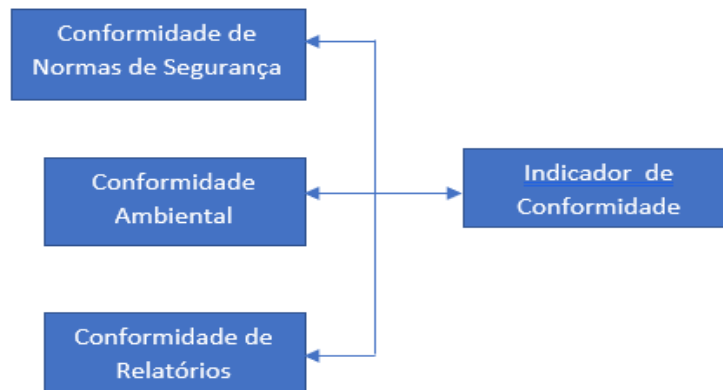 Conformidade de
Normas de Segurança
Conformidade
Ambiental
Indicador de
Conformidade
Conformidade de
Relatórios